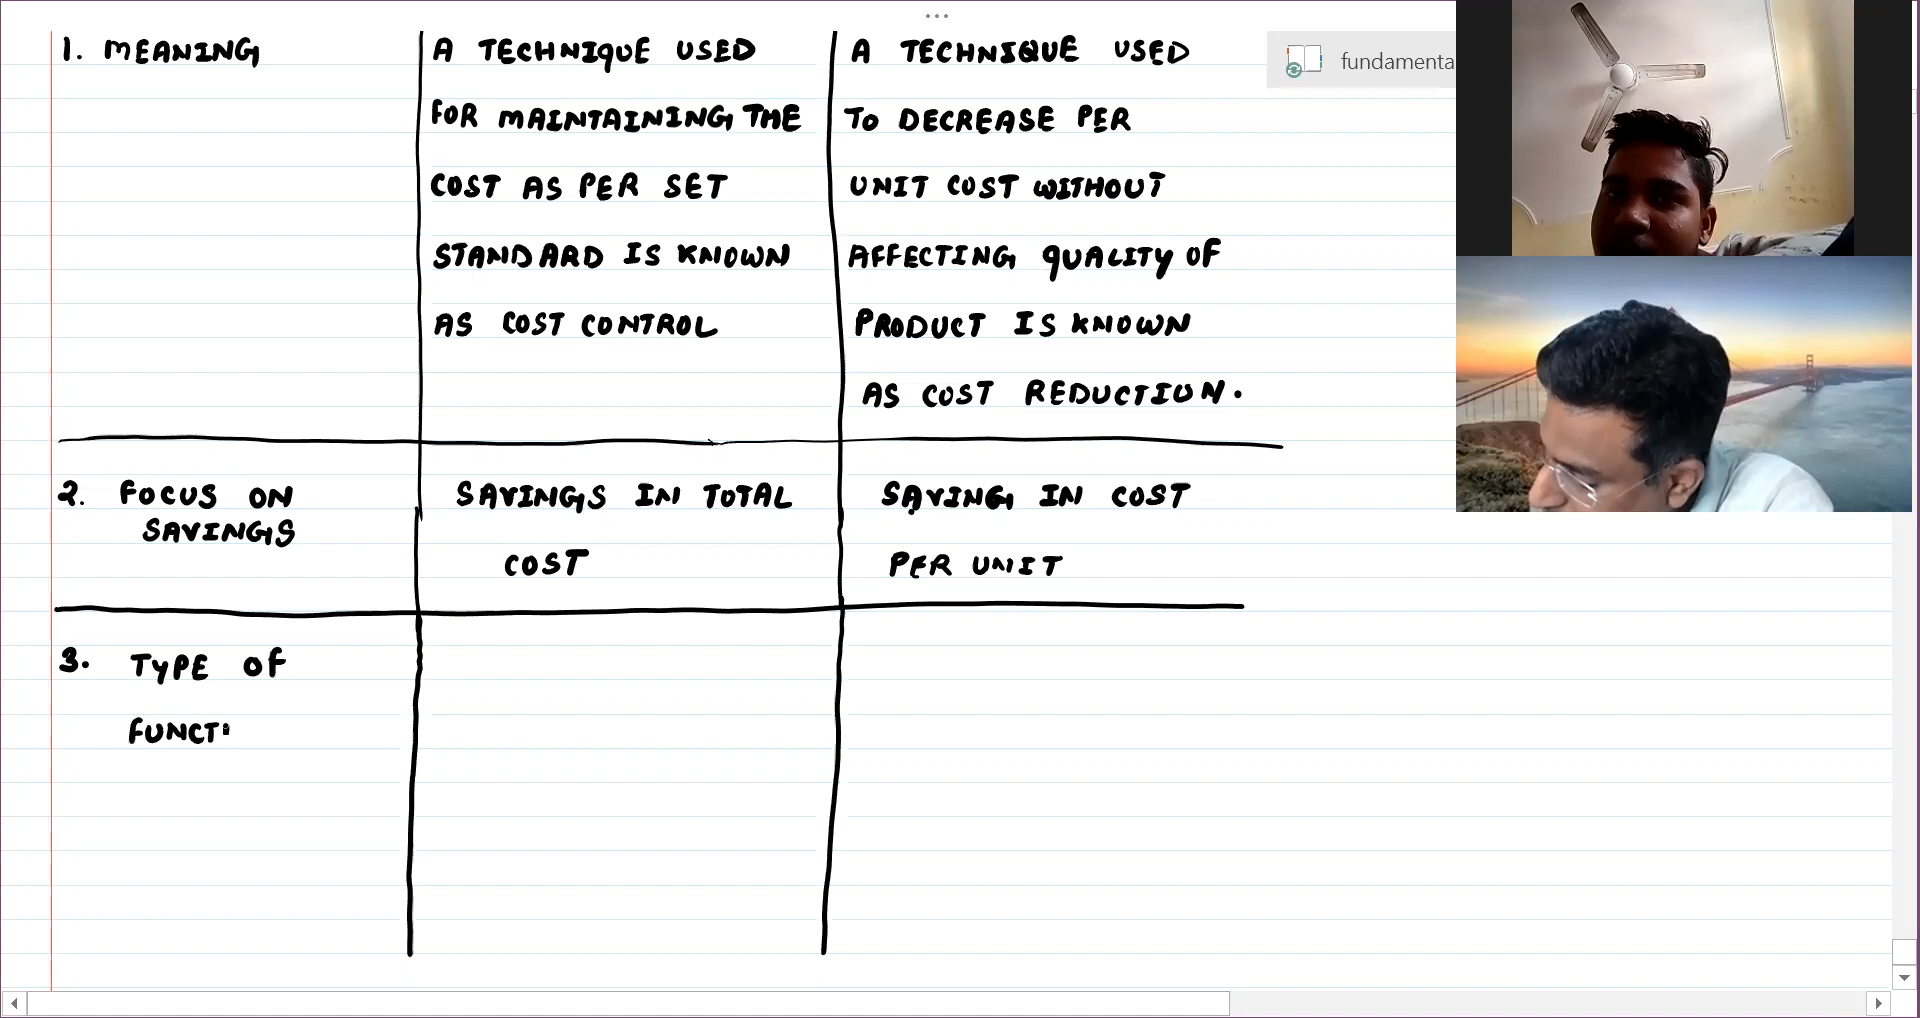 1. MEANING
A TECHNIQUE USED
FOR MAINTAINING THE
COST AS PER SET
STANDARD IS KNOWN
AS COST CONTROL
A TECHNIQUE USED
TO DECREASE PER
UNIT COST WITHOUT
AFFECTING QUALITY OF
PRODUCT IS KNOWN
AS COST REDUCTION.
2. FOCUS ON
SAVINGS
SAVINGS IN TOTAL
COST
SAVING IN COST
PER UNIT
3. TYPE OF
FUNCT
fundamenta